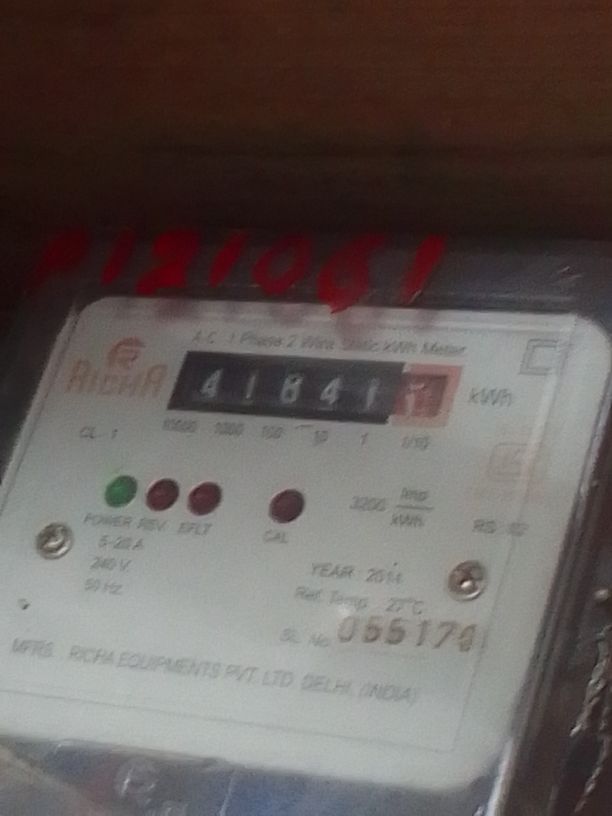 P121061
A.C. 1 Phase 2 Wire Static kWh Meter
RICHA
41841 kWh
CL. 1
10000 1000 100 10 1 1/10
3200 Imp/kWh
POWER REV. EFLT CAL
5-20 A
240 V
50 Hz
YEAR 2014
Ref. Temp. 27°C
SL. No. 055170
MFRS. RICHA EQUIPMENTS PVT. LTD. DELHI, (INDIA)